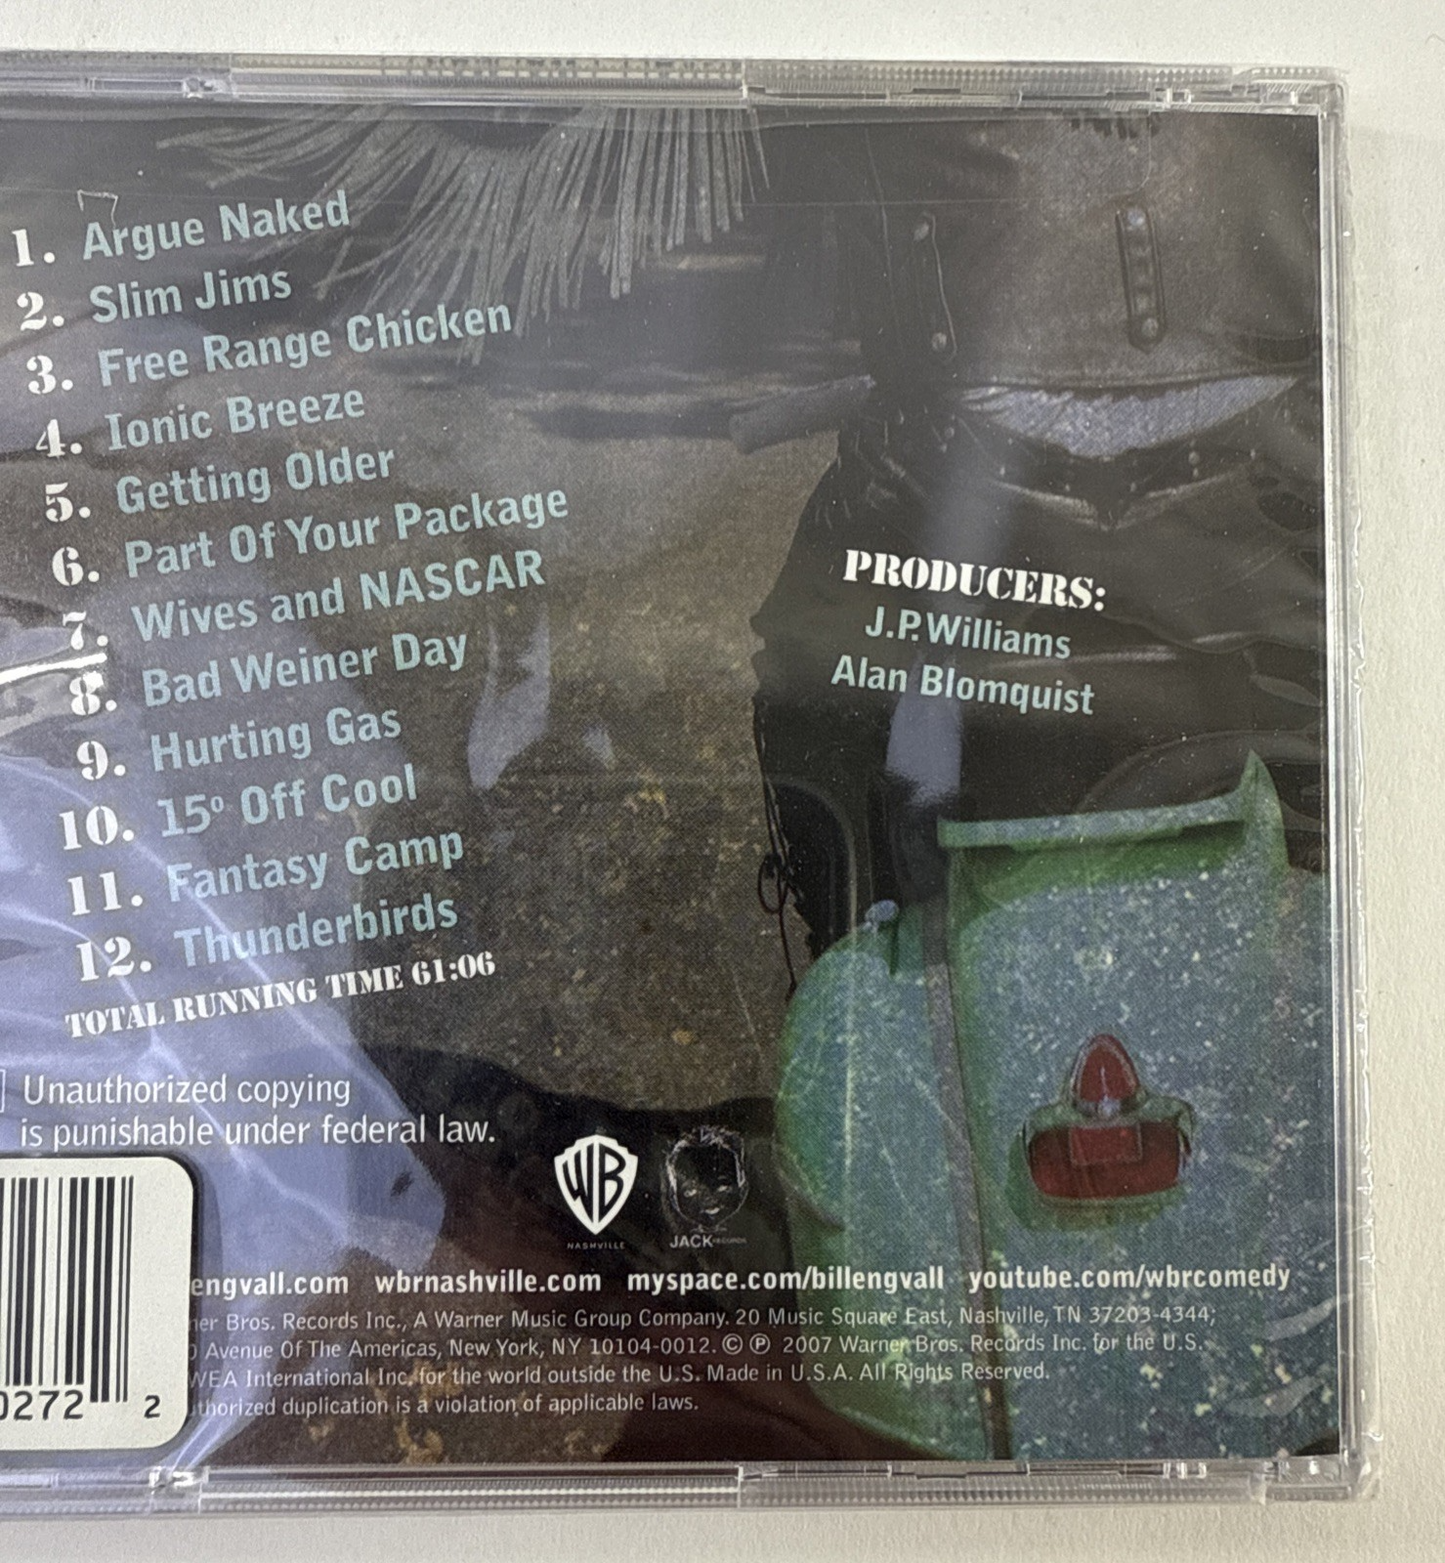 1. Argue Naked
2. Slim Jims
3. Free Range Chicken
4. Ionic Breeze
5. Getting Older
6. Part Of Your Package
7. Wives and NASCAR
8. Bad Weiner Day
9. Hurting Gas
10. 15º Off Cool
11. Fantasy Camp
12. Thunderbirds
TOTAL RUNNING TIME 61:06
PRODUCERS:
J.P. Williams
Alan Blomquist
Unauthorized copying
is punishable under federal law.
WB
NASHVILLE
JACK RECORDS
0272 2
engvall.com wbrnashville.com myspace.com/billengvall youtube.com/wbrcomedy
ner Bros. Records Inc., A Warner Music Group Company. 20 Music Square East, Nashville, TN 37203-4344;
Avenue Of The Americas, New York, NY 10104-0012. © ℗ 2007 Warner Bros. Records Inc. for the U.S.
WEA International Inc. for the world outside the U.S. Made in U.S.A. All Rights Reserved.
thorized duplication is a violation of applicable laws.